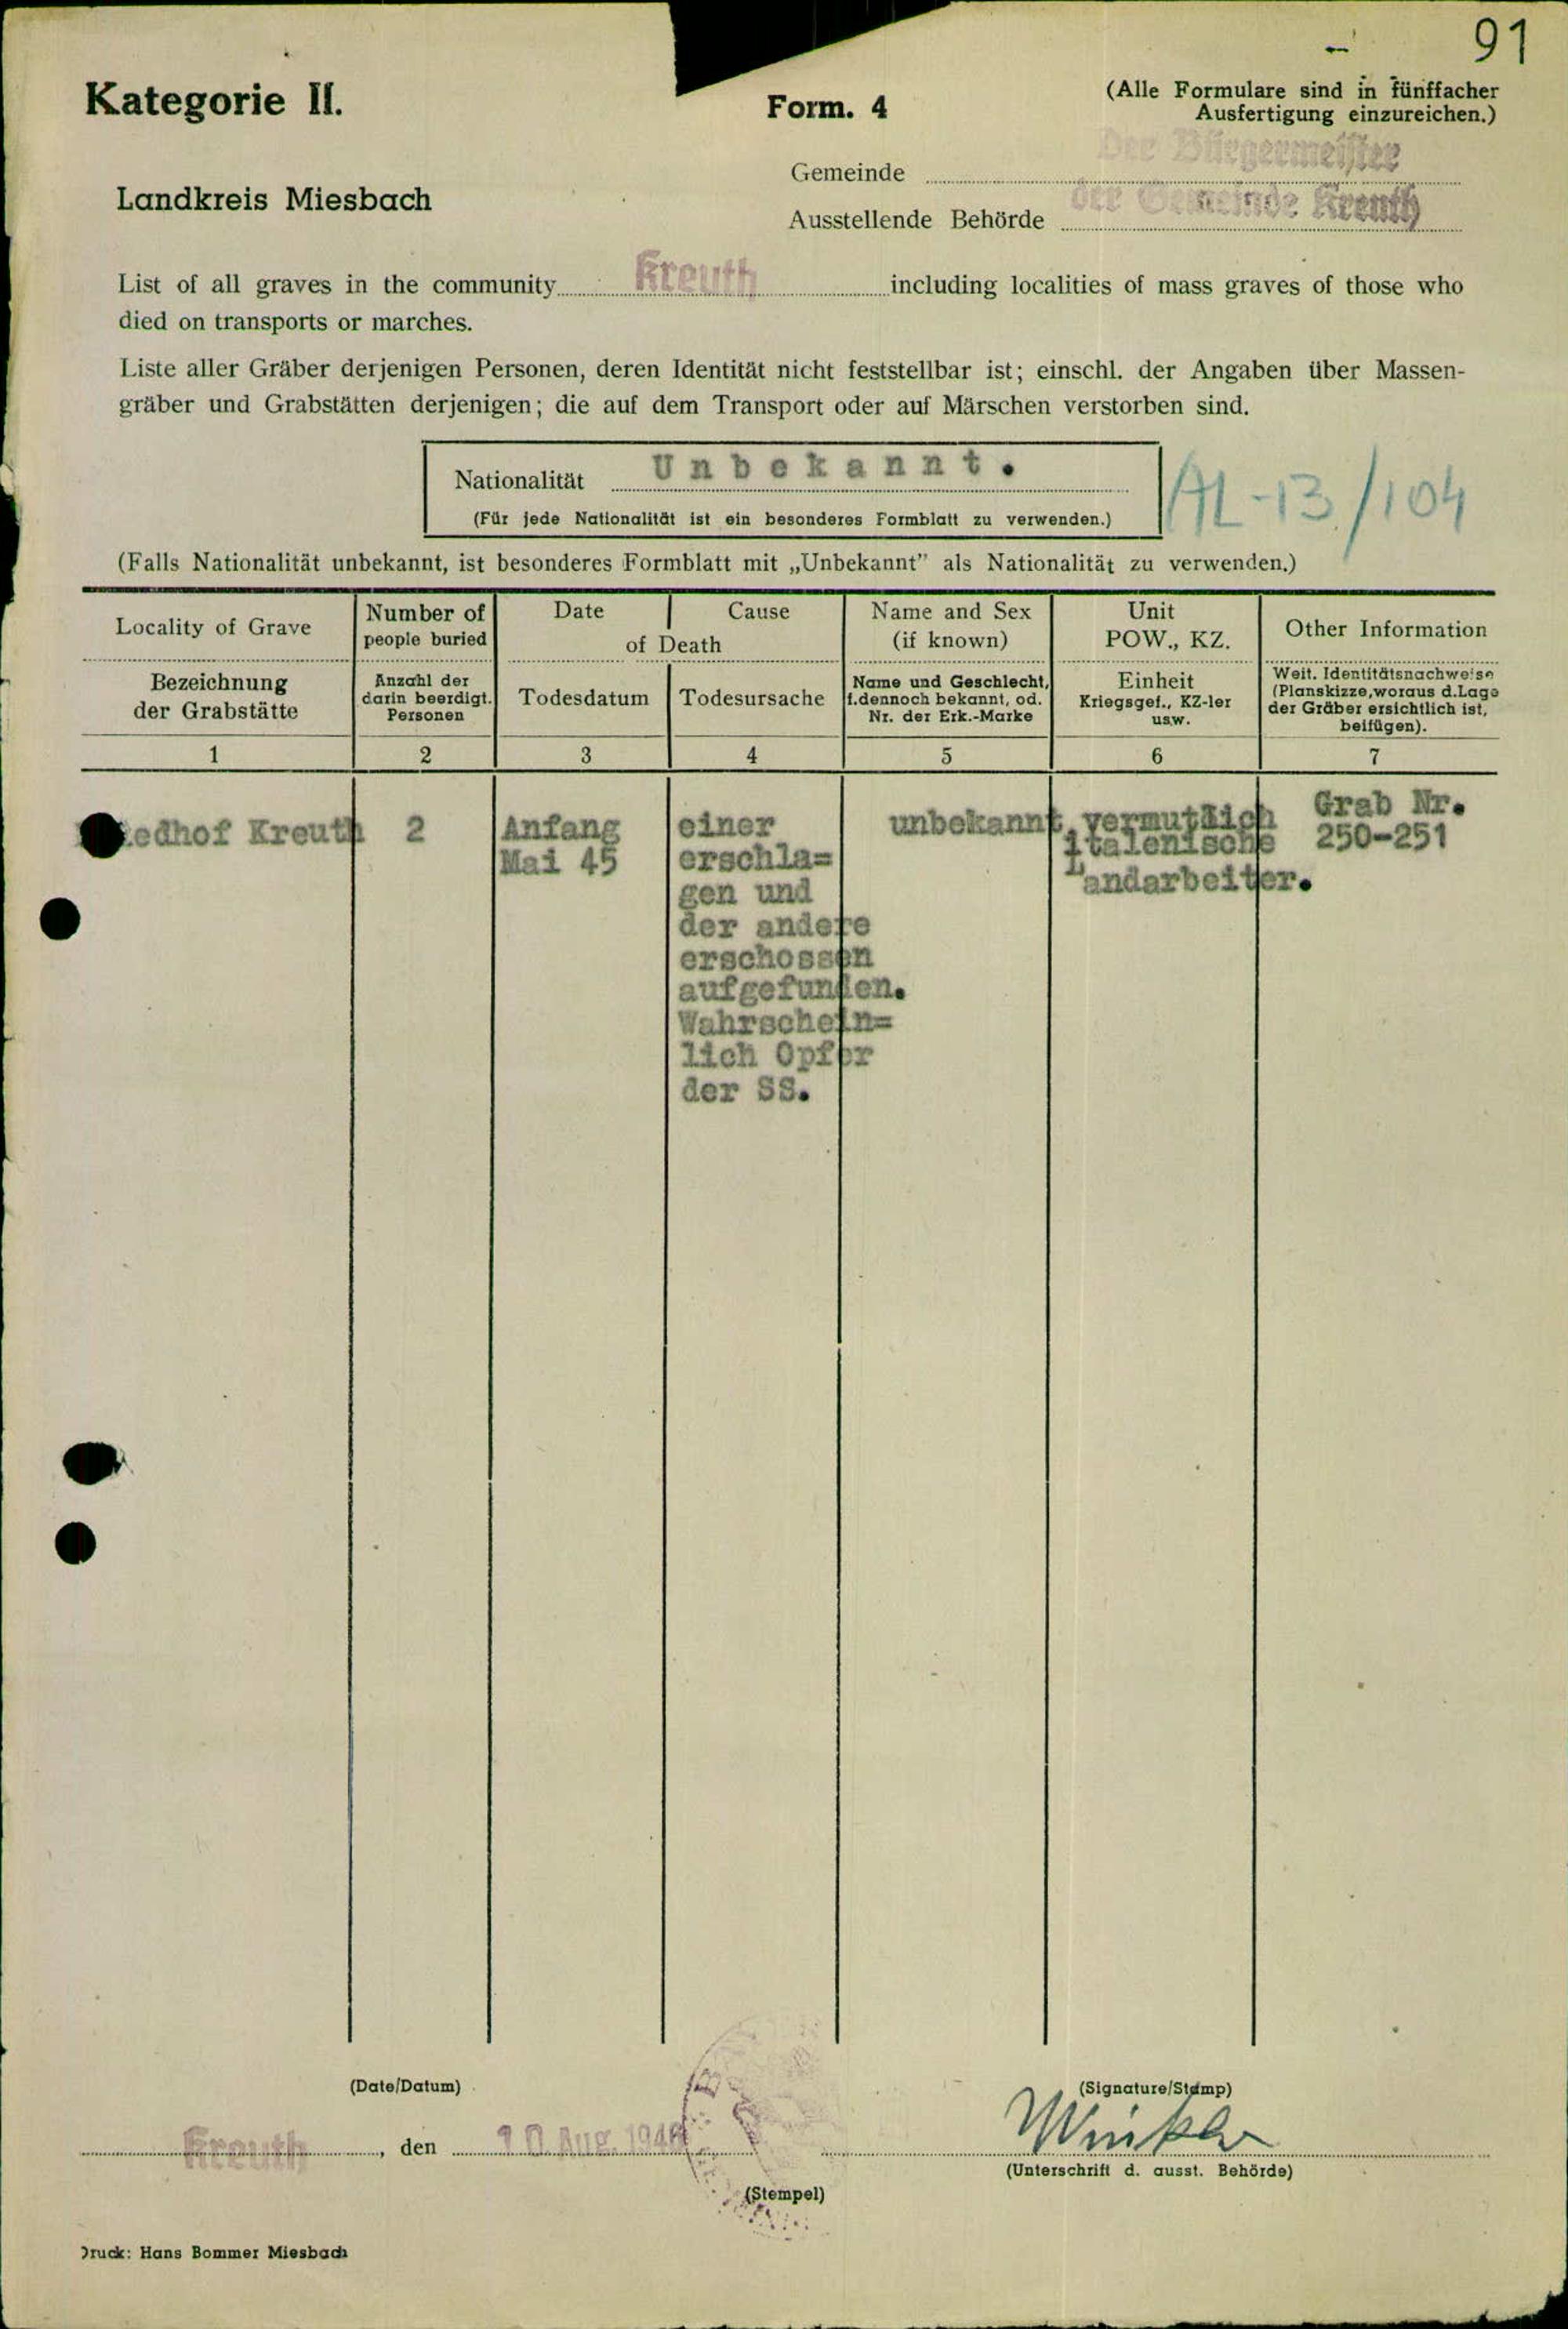 91
Kategorie II.
Form. 4
(Alle Formulare sind in fünffacher
Ausfertigung einzureichen.)
Der Bürgermeister
Gemeinde
Landkreis Miesbach
der Gemeinde Kreuth
Ausstellende Behörde
List of all graves in the community Kreuth including localities of mass graves of those who
died on transports or marches.
Liste aller Gräber derjenigen Personen, deren Identität nicht feststellbar ist; einschl. der Angaben über Massen-
gräber und Grabstätten derjenigen; die auf dem Transport oder auf Märschen verstorben sind.
Nationalität Unbekannt.
(Für jede Nationalität ist ein besonderes Formblatt zu verwenden.)
AL-13/104
(Falls Nationalität unbekannt, ist besonderes Formblatt mit „Unbekannt” als Nationalität zu verwenden.)
Locality of Grave
Bezeichnung
der Grabstätte
1
Number of
people buried
Anzahl der
darin beerdigt.
Personen
2
Date Cause
of Death
Todesdatum
3
Todesursache
4
Name and Sex
(if known)
Name und Geschlecht,
f.dennoch bekannt, od.
Nr. der Erk.-Marke
5
Unit
POW., KZ.
Einheit
Kriegsgef., KZ-ler
usw.
6
Other Information
Weit. Identitätsnachweise
(Planskizze,woraus d.Lage
der Gräber ersichtlich ist,
beifügen).
7
edhof Kreuth
2
Anfang
Mai 45
einer
erschla=
gen und
der andere
erschossen
aufgefunden.
Wahrschein=
lich Opfer
der SS.
unbekannt,
vermutlich
italenische
Landarbeiter.
Grab Nr.
250-251
(Date/Datum)
(Signature/Stamp)
Kreuth, den 10. Aug. 1946
Winkler
(Unterschrift d. ausst. Behörde)
(Stempel)
Druck: Hans Bommer Miesbach